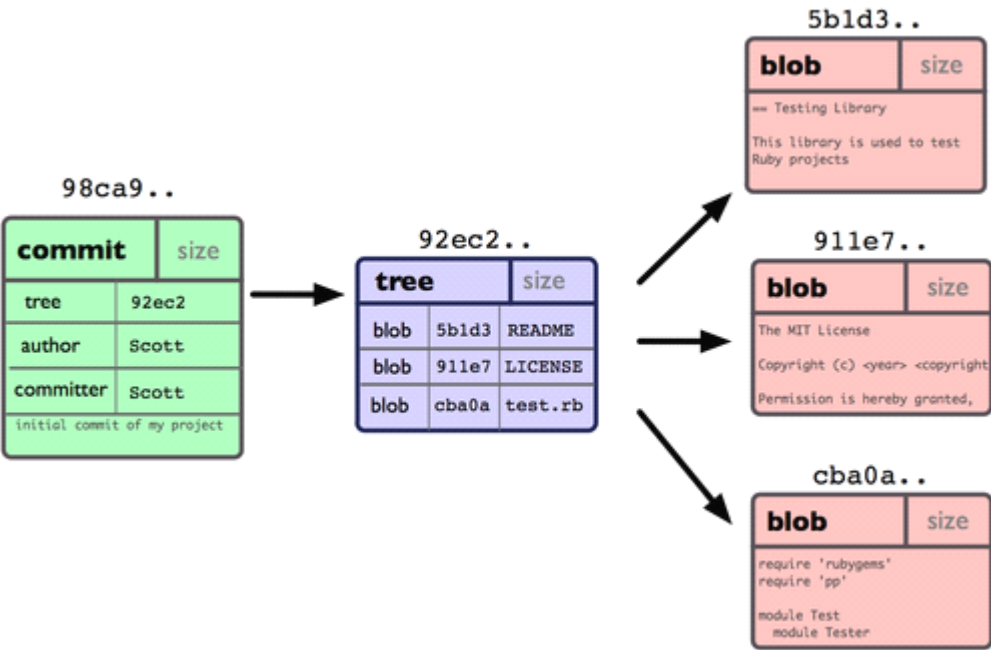 98ca9..
commit size
tree 92ec2
author Scott
committer Scott
initial commit of my project
92ec2..
tree size
blob 5b1d3 README
blob 911e7 LICENSE
blob cba0a test.rb
5b1d3..
blob size
== Testing Library
This library is used to test
Ruby projects
911e7..
blob size
The MIT License
Copyright (c) <year> <copyright
Permission is hereby granted,
cba0a..
blob size
require 'rubygems'
require 'pp'
module Test
module Tester